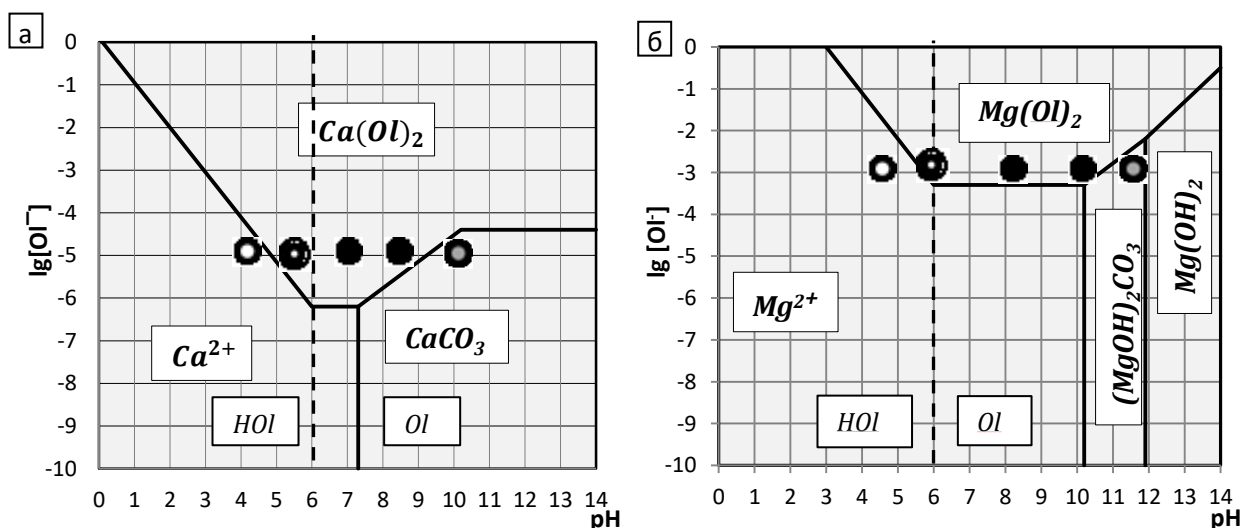 а
0
-1
-2
-3
-4
-5
-6
-7
-8
-9
-10
lg[Ol¯]
Ca(Ol)₂
Ca²⁺
CaCO₃
HOl
Ol
0 1 2 3 4 5 6 7 8 9 10 11 12 13 14
pH
б
0
-1
-2
-3
-4
-5
-6
-7
-8
-9
-10
lg [Ol⁻]
Mg(Ol)₂
Mg²⁺
(MgOH)₂CO₃
Mg(OH)₂
HOl
Ol
0 1 2 3 4 5 6 7 8 9 10 11 12 13 14
pH